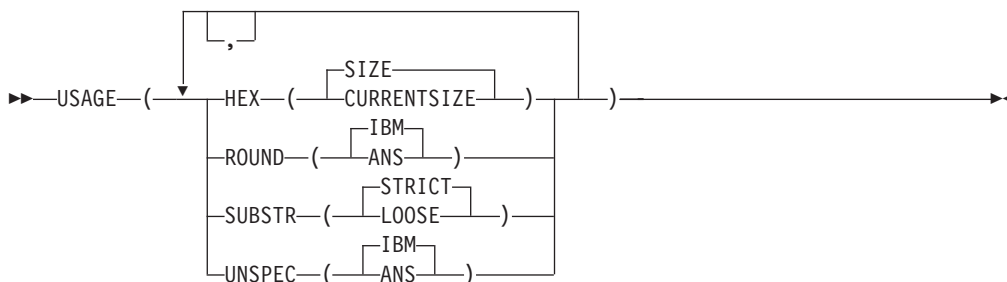 ,
SIZE
USAGE ( HEX ( CURRENTSIZE ) )
IBM
ROUND ( ANS )
STRICT
SUBSTR ( LOOSE )
IBM
UNSPEC ( ANS )